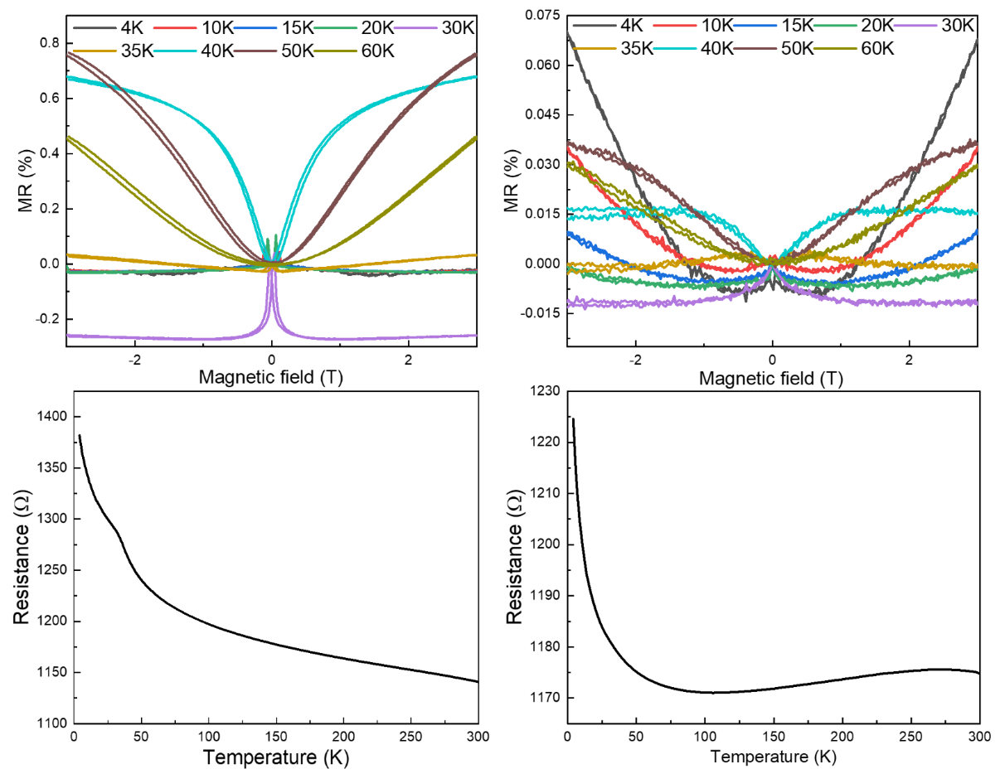 4K 10K 15K 20K 30K
35K 40K 50K 60K
0.8
0.6
0.4
0.2
0.0
-0.2
MR (%)
-2 0 2
Magnetic field (T)
4K 10K 15K 20K 30K
35K 40K 50K 60K
0.075
0.060
0.045
0.030
0.015
0.000
-0.015
MR (%)
-2 0 2
Magnetic field (T)
1400
1350
1300
1250
1200
1150
1100
Resistance (Ω)
0 50 100 150 200 250 300
Temperature (K)
1230
1220
1210
1200
1190
1180
1170
Resistance (Ω)
0 50 100 150 200 250 300
Temperature (K)